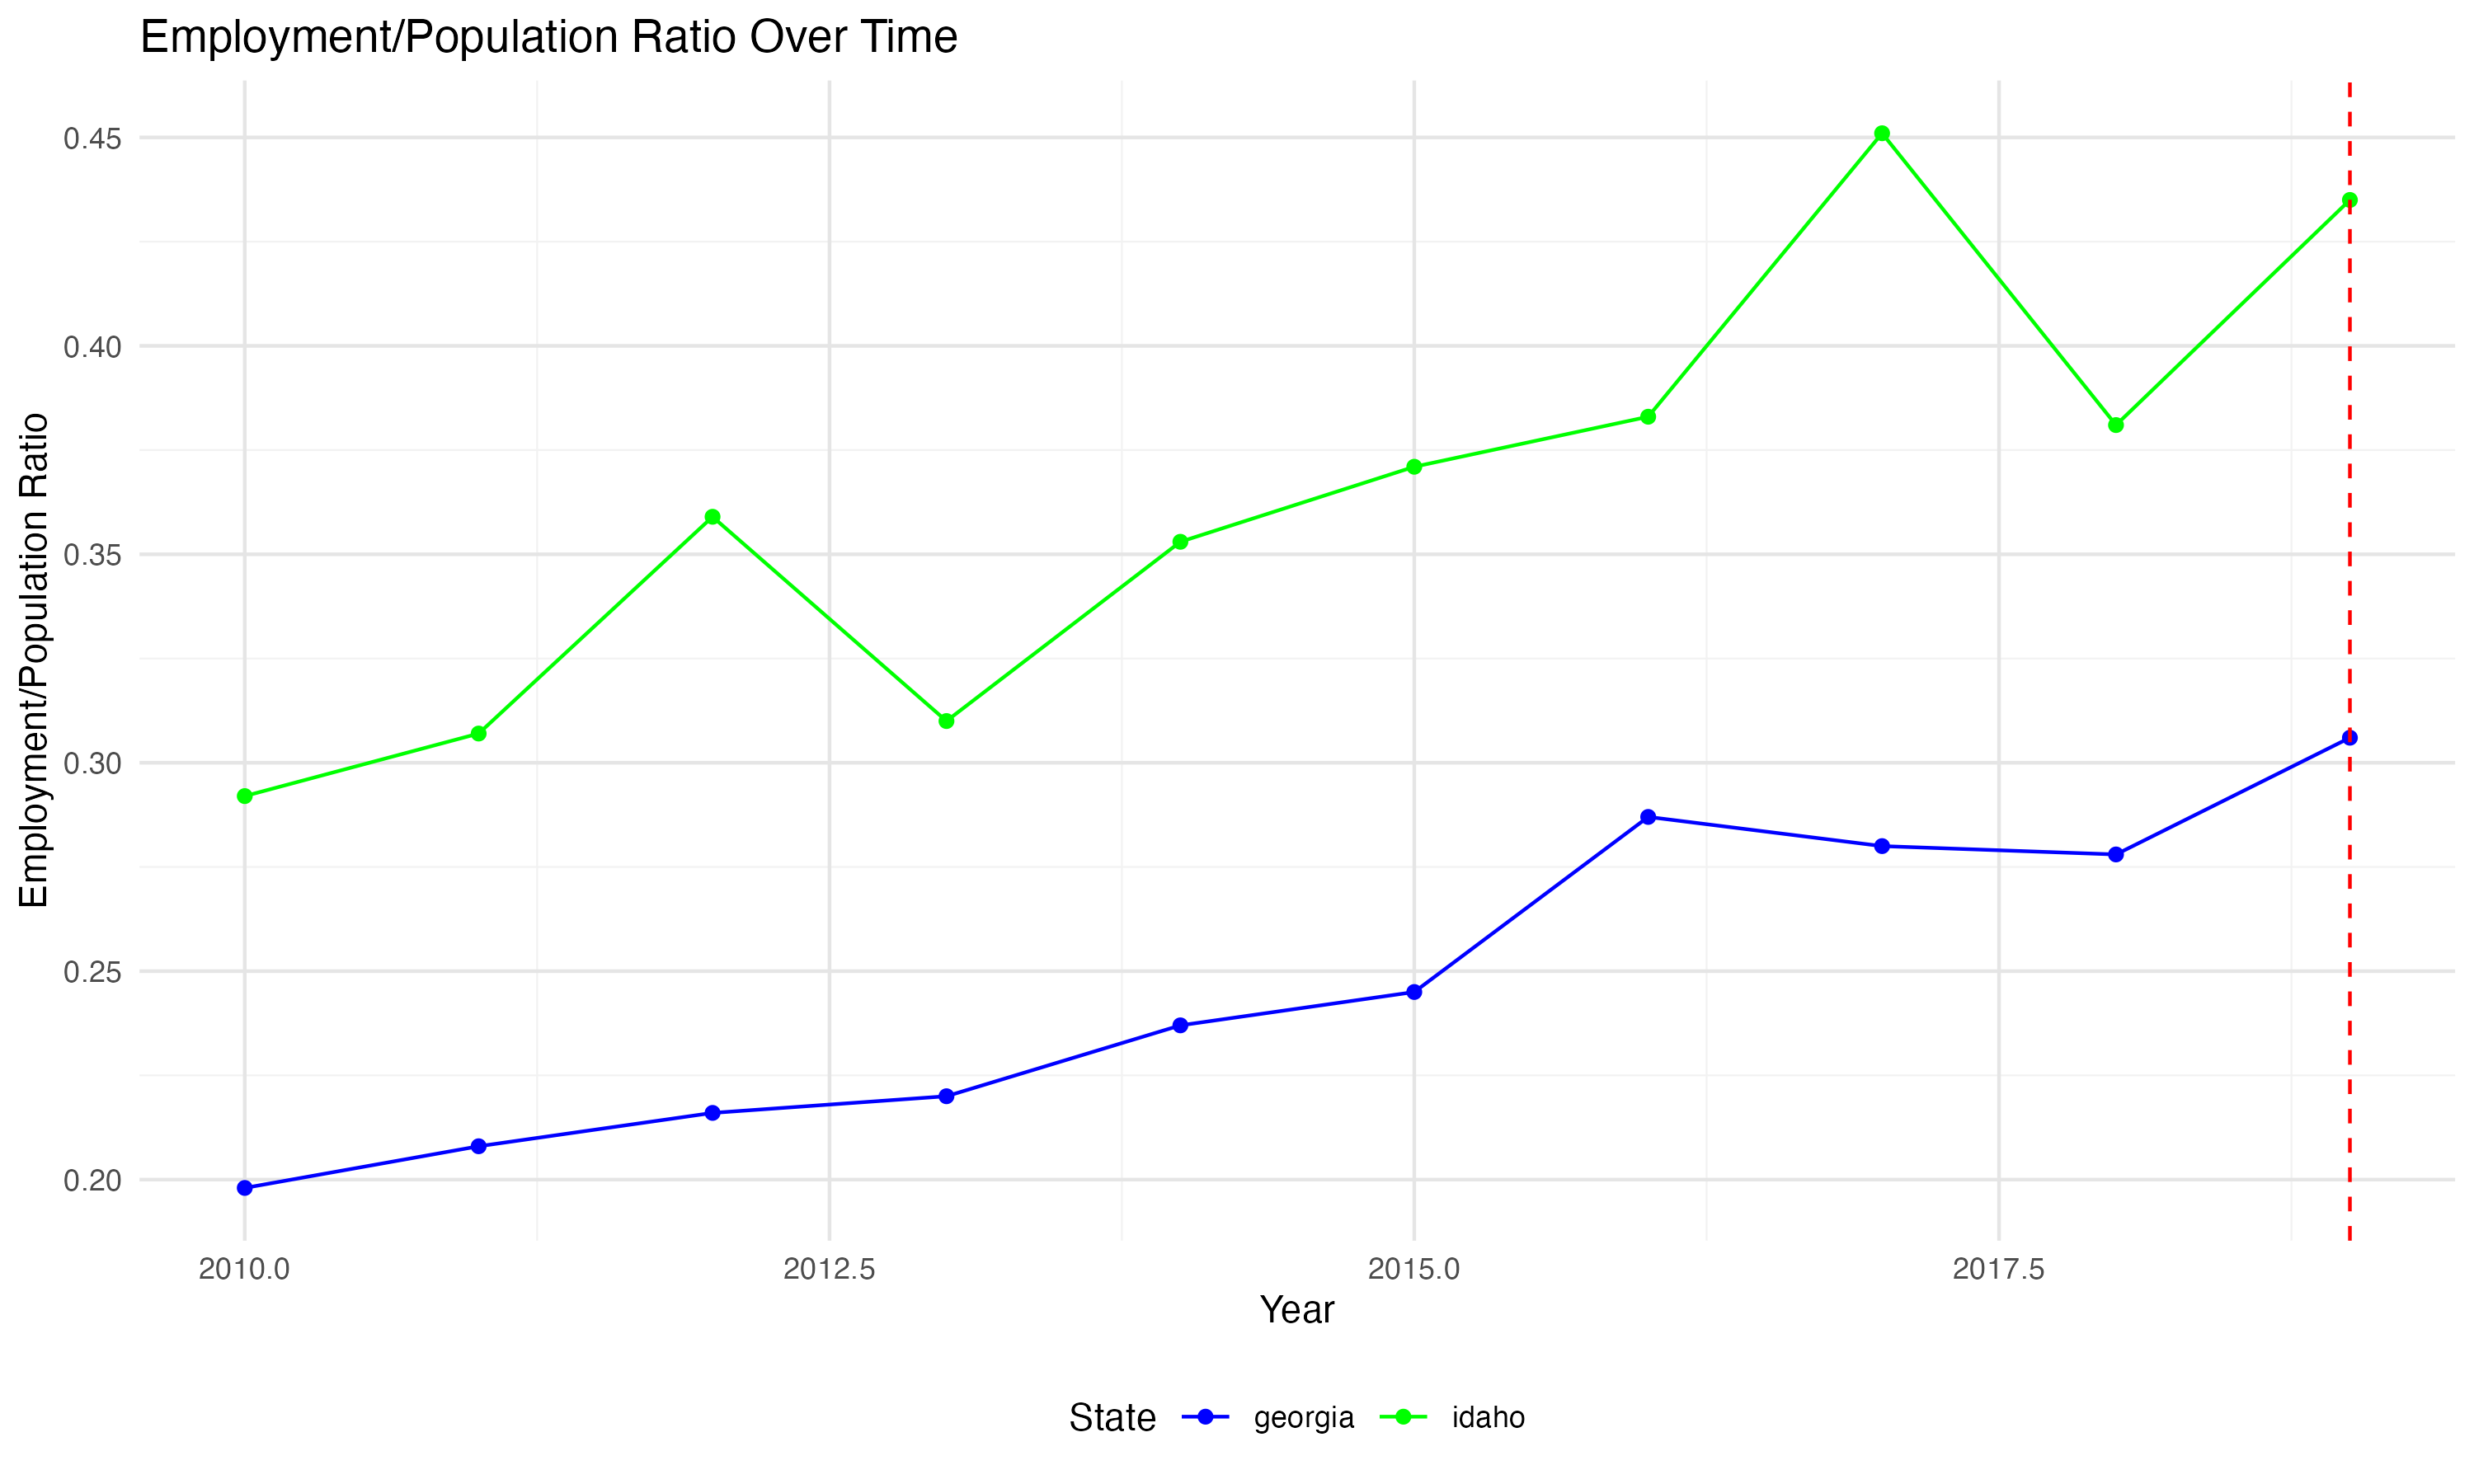 Employment/Population Ratio Over Time
Employment/Population Ratio
0.45
0.40
0.35
0.30
0.25
0.20
2010.0 2012.5 2015.0 2017.5
Year
State georgia idaho